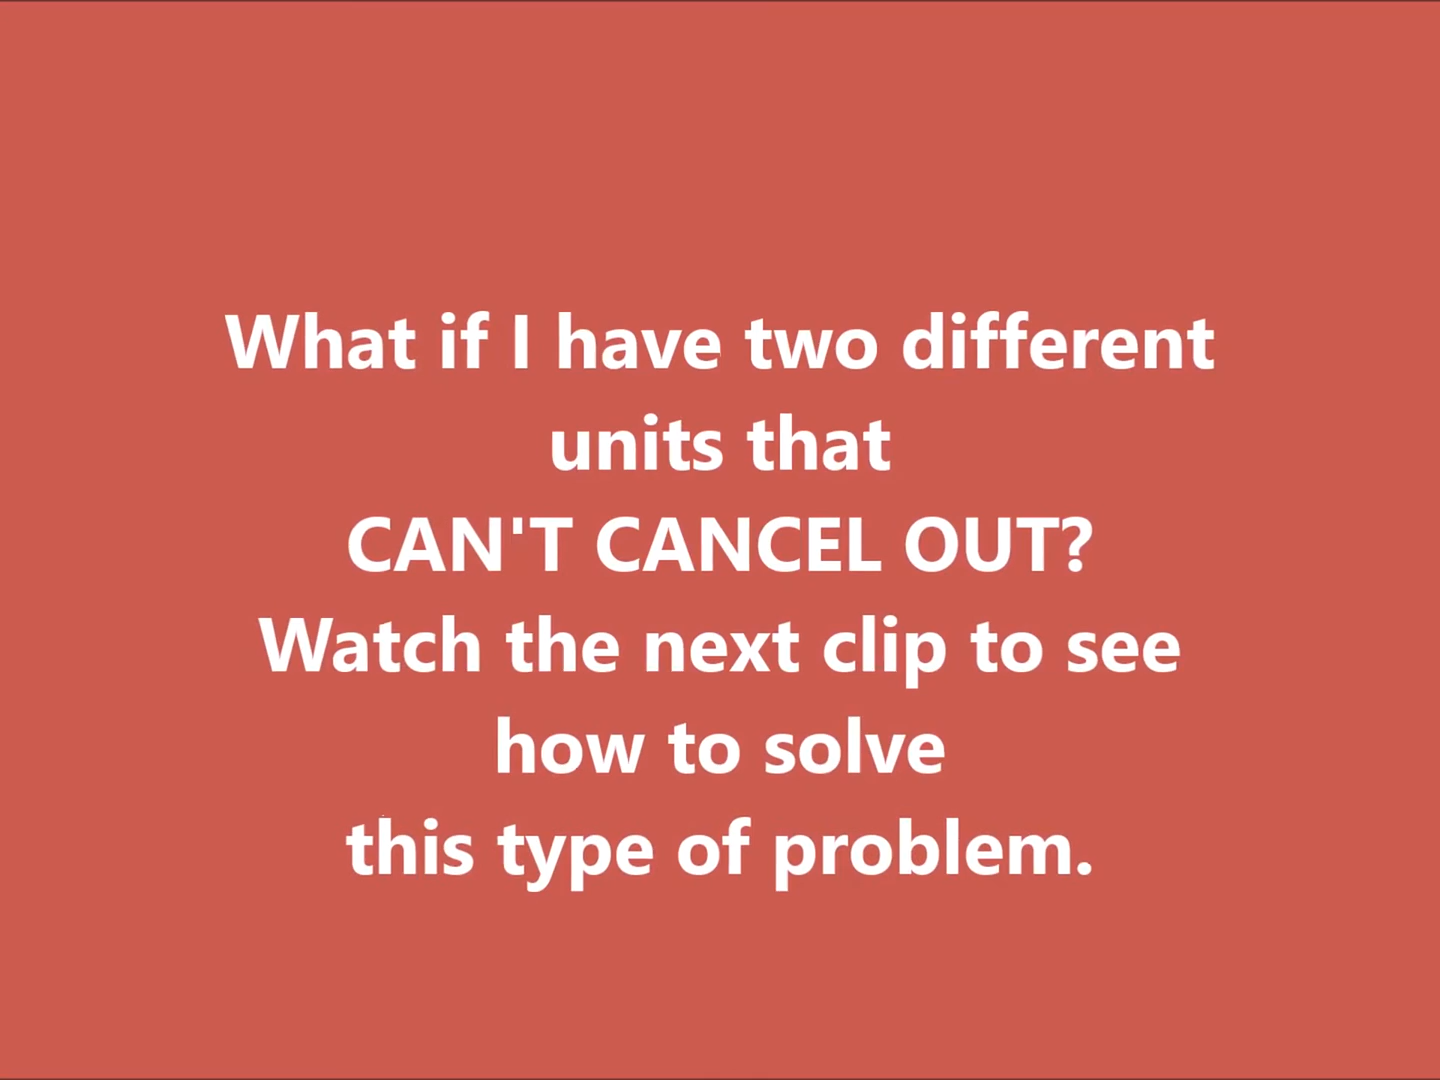 What if I have two different
units that
CAN'T CANCEL OUT?
Watch the next clip to see
how to solve
this type of problem.